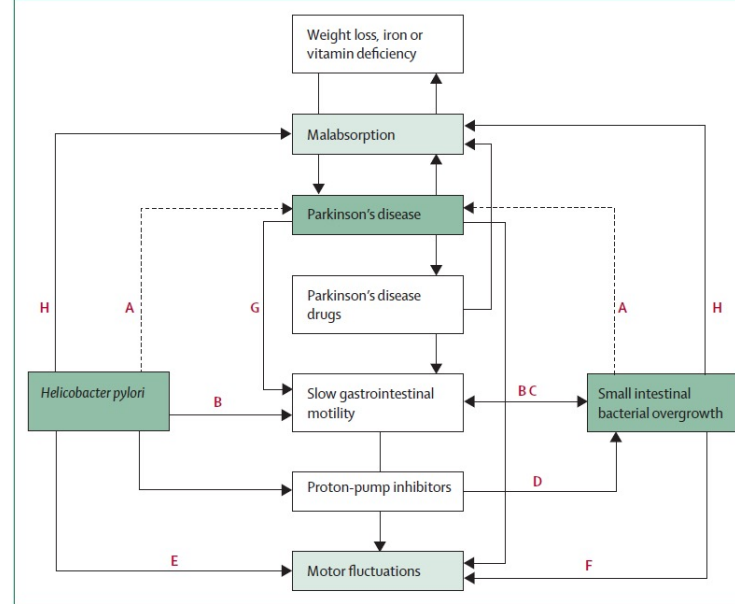 Weight loss, iron or
vitamin deficiency
Malabsorption
Parkinson's disease
H
A
G
Parkinson's disease
drugs
A
H
Helicobacter pylori
B
Slow gastrointestinal
motility
B C
Small intestinal
bacterial overgrowth
Proton-pump inhibitors
D
E
Motor fluctuations
F